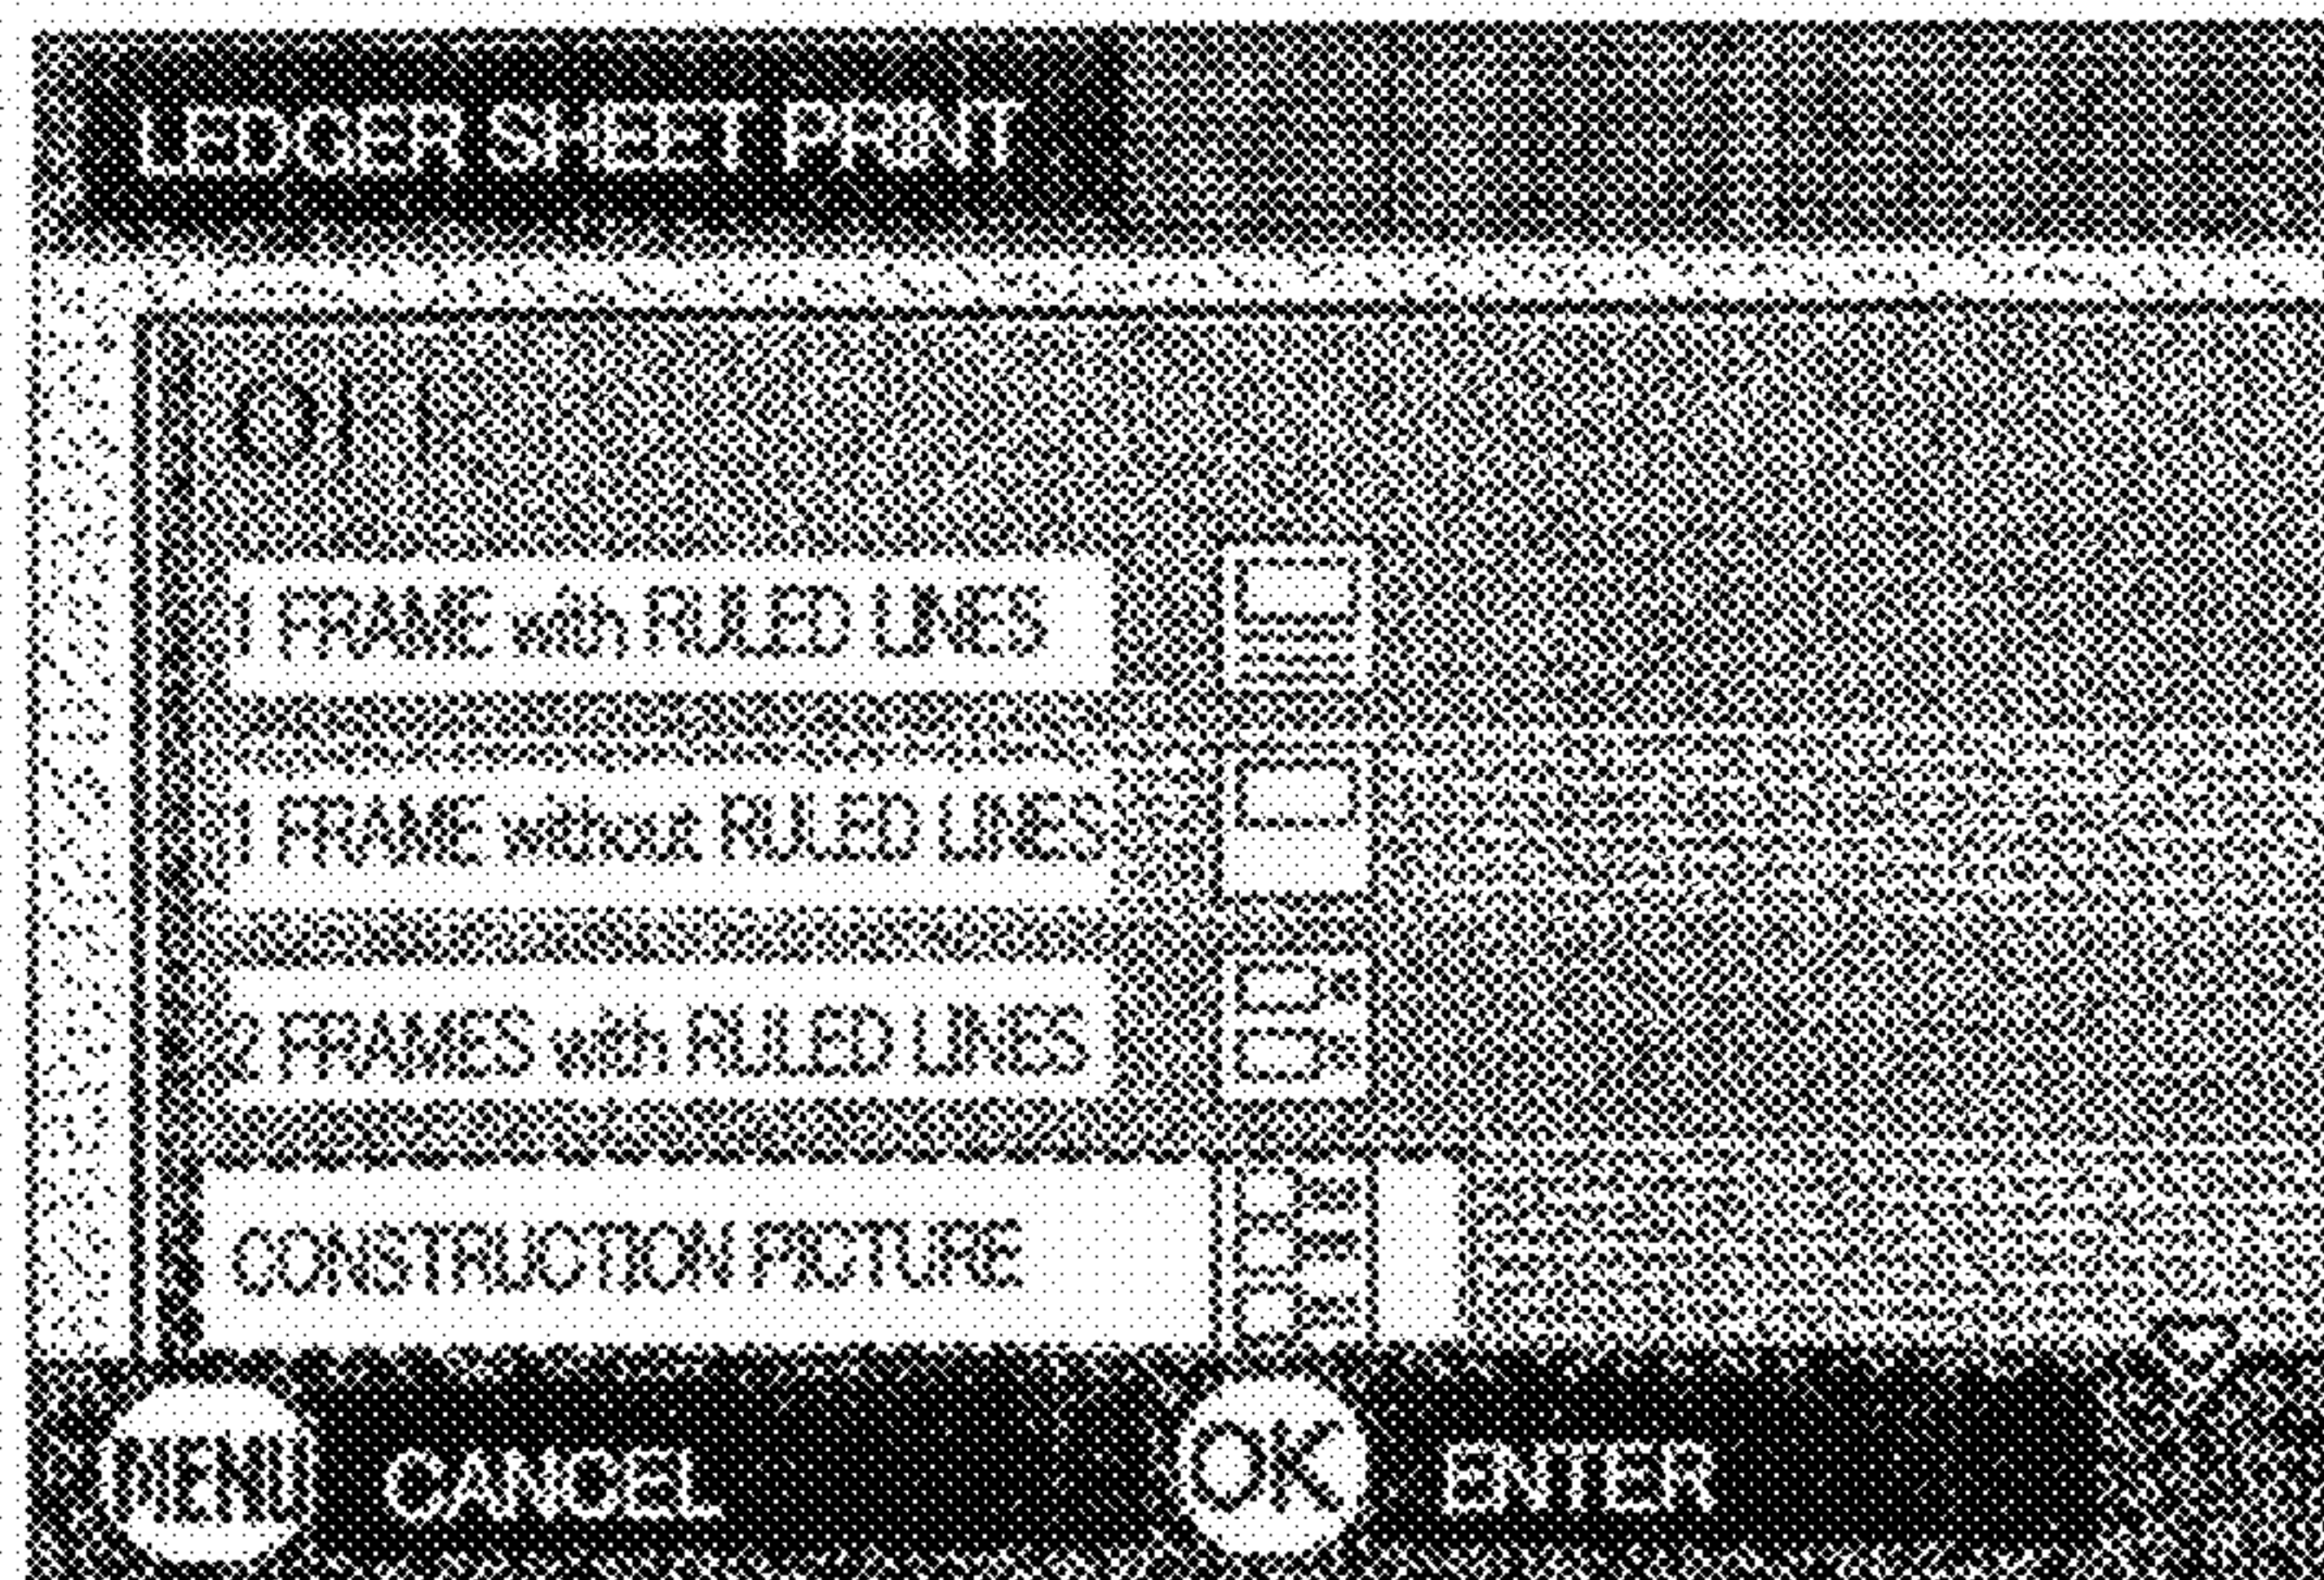 LEDGER SHEET PRINT
OFF
1 FRAME with RULED LINES
1 FRAME without RULED LINES
2 FRAMES with RULED LINES
CONSTRUCTION PICTURE
MENU CANCEL OK ENTER